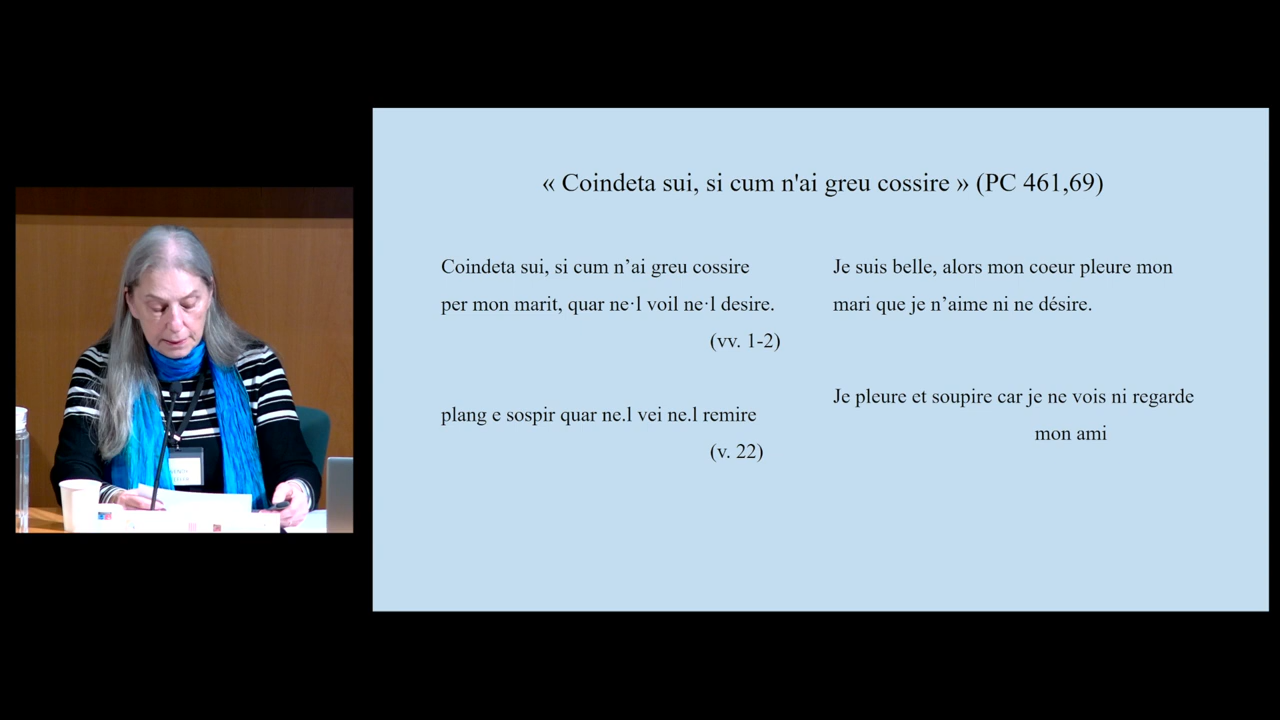 « Coindeta sui, si cum n'ai greu cossire » (PC 461,69)
Coindeta sui, si cum n’ai greu cossire
per mon marit, quar ne·l voil ne·l desire.
(vv. 1-2)
plang e sospir quar ne.l vei ne.l remire
(v. 22)
Je suis belle, alors mon coeur pleure mon
mari que je n’aime ni ne désire.
Je pleure et soupire car je ne vois ni regarde
mon ami